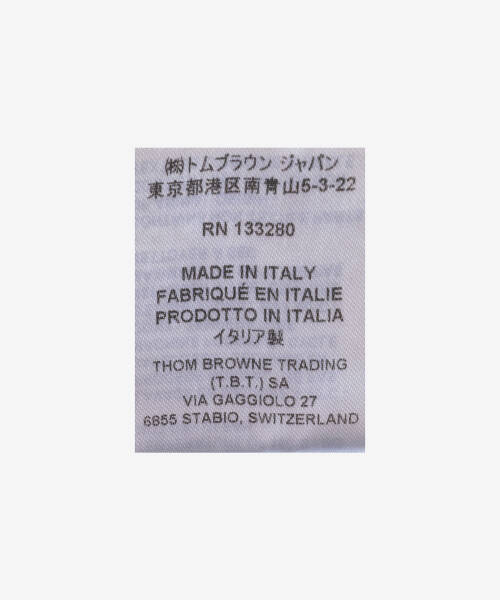 ㈱トムブラウン ジャパン
東京都港区南青山5-3-22
RN 133280
MADE IN ITALY
FABRIQUÉ EN ITALIE
PRODOTTO IN ITALIA
イタリア製
THOM BROWNE TRADING
(T.B.T.) SA
VIA GAGGIOLO 27
6855 STABIO, SWITZERLAND